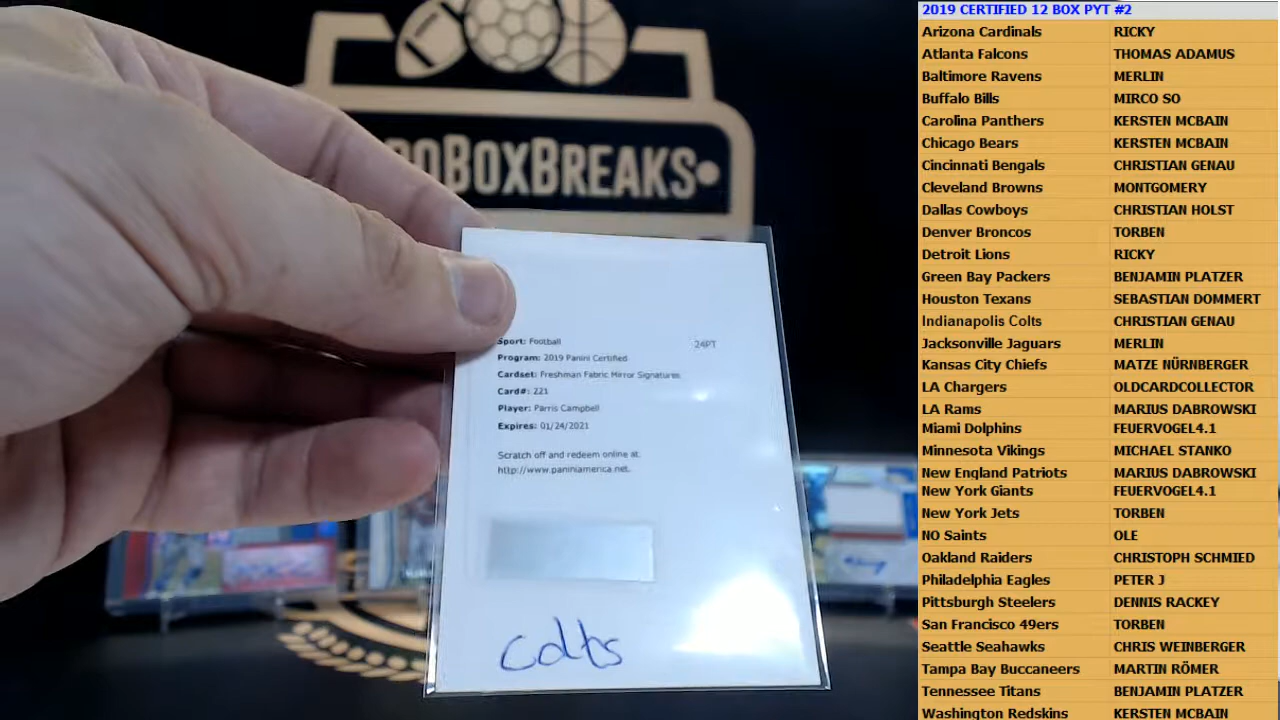 OBOXBREAKS
Sport: Football
24PT
Program: 2019 Panini Certified
Cardset: Freshman Fabric Mirror Signatures
Card#: 221
Player: Parris Campbell
Expires: 01/24/2021
Scratch off and redeem online at:
http://www.paniniamerica.net.
Colts
2019 CERTIFIED 12 BOX PYT #2
Arizona Cardinals RICKY
Atlanta Falcons THOMAS ADAMUS
Baltimore Ravens MERLIN
Buffalo Bills MIRCO SO
Carolina Panthers KERSTEN MCBAIN
Chicago Bears KERSTEN MCBAIN
Cincinnati Bengals CHRISTIAN GENAU
Cleveland Browns MONTGOMERY
Dallas Cowboys CHRISTIAN HOLST
Denver Broncos TORBEN
Detroit Lions RICKY
Green Bay Packers BENJAMIN PLATZER
Houston Texans SEBASTIAN DOMMERT
Indianapolis Colts CHRISTIAN GENAU
Jacksonville Jaguars MERLIN
Kansas City Chiefs MATZE NÜRNBERGER
LA Chargers OLDCARDCOLLECTOR
LA Rams MARIUS DABROWSKI
Miami Dolphins FEUERVOGEL4.1
Minnesota Vikings MICHAEL STANKO
New England Patriots MARIUS DABROWSKI
New York Giants FEUERVOGEL4.1
New York Jets TORBEN
NO Saints OLE
Oakland Raiders CHRISTOPH SCHMIED
Philadelphia Eagles PETER J
Pittsburgh Steelers DENNIS RACKEY
San Francisco 49ers TORBEN
Seattle Seahawks CHRIS WEINBERGER
Tampa Bay Buccaneers MARTIN RÖMER
Tennessee Titans BENJAMIN PLATZER
Washington Redskins KERSTEN MCBAIN